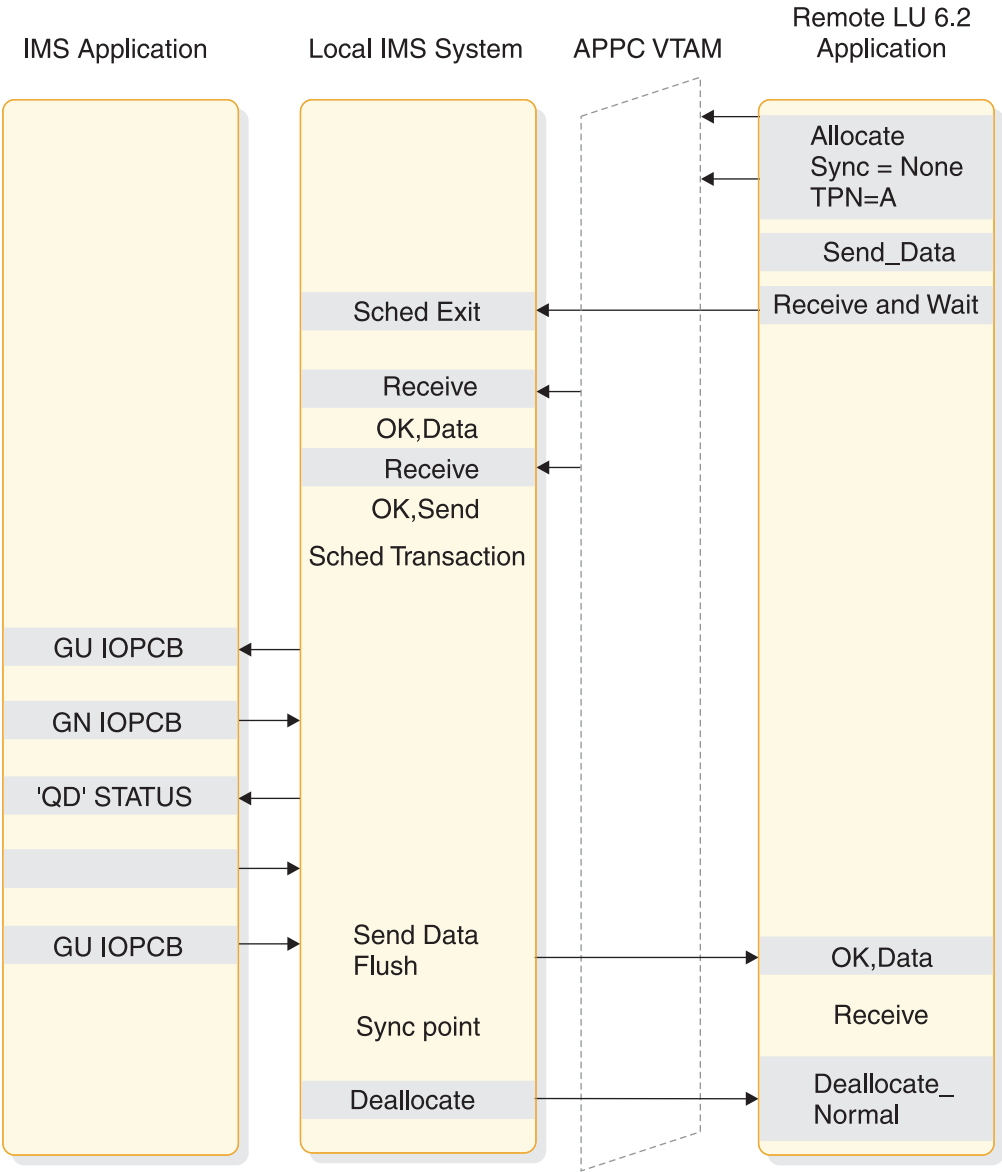 IMS Application
Local IMS System
APPC VTAM
Remote LU 6.2
Application
Allocate
Sync = None
TPN=A
Send_Data
Receive and Wait
Sched Exit
Receive
OK,Data
Receive
OK,Send
Sched Transaction
GU IOPCB
GN IOPCB
'QD' STATUS
GU IOPCB
Send Data
Flush
OK,Data
Sync point
Receive
Deallocate
Deallocate_
Normal